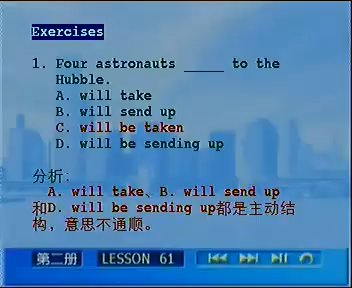 Exercises
1. Four astronauts _____ to the
Hubble.
A. will take
B. will send up
C. will be taken
D. will be sending up
分析：
A. will take、B. will send up
和D. will be sending up都是主动结
构，意思不通顺。
第二册 LESSON 61